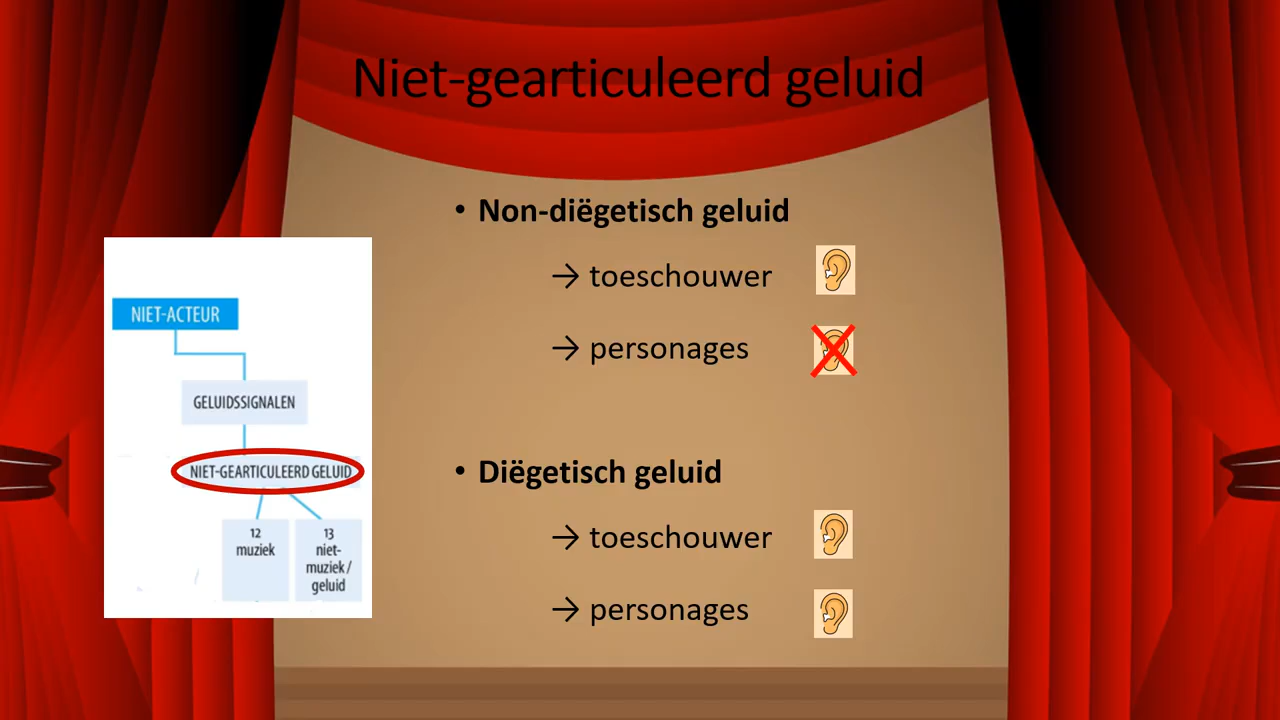 Niet-gearticuleerd geluid
• Non-diëgetisch geluid
→ toeschouwer
→ personages
• Diëgetisch geluid
→ toeschouwer
→ personages
NIET-ACTEUR
GELUIDSSIGNALEN
NIET-GEARTICULEERD GELUID
12
muziek
13
niet-
muziek /
geluid